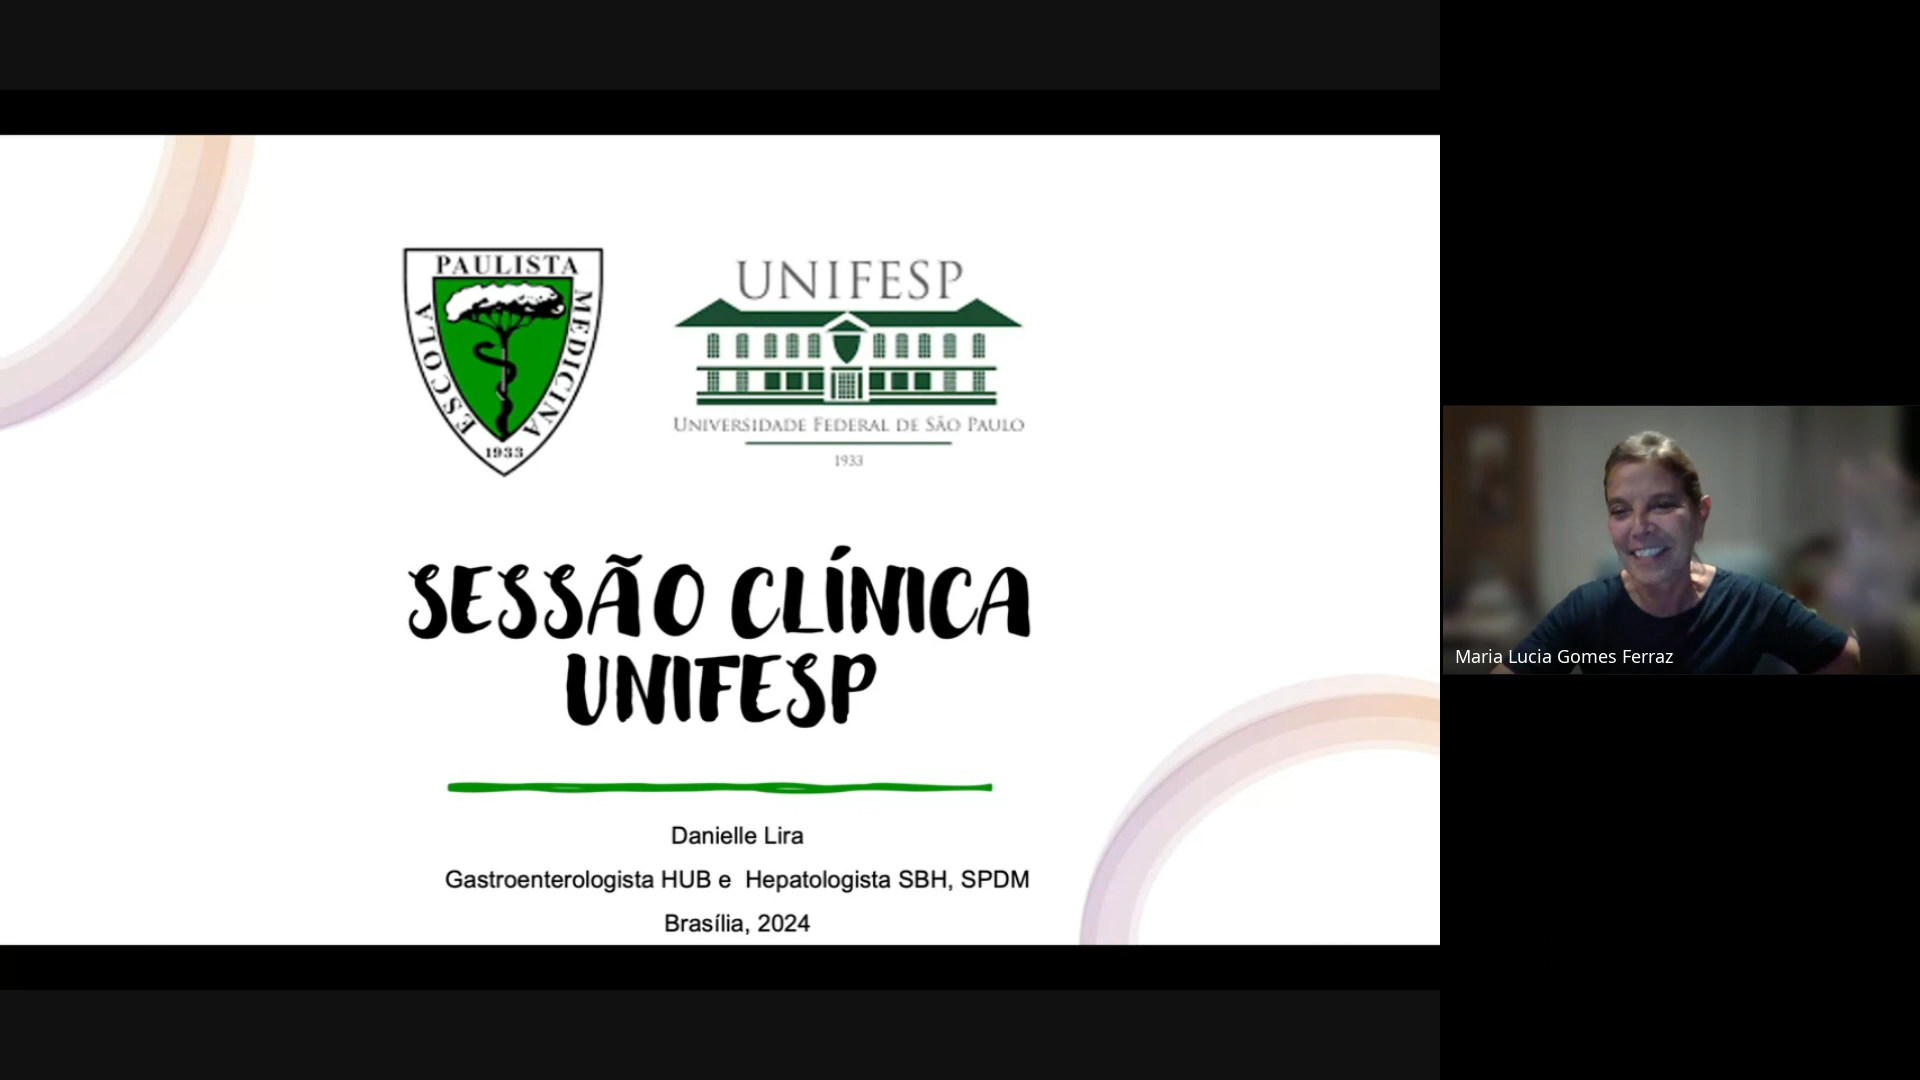 ESCOLA PAULISTA MEDICINA
1933
UNIFESP
UNIVERSIDADE FEDERAL DE SÃO PAULO
1933
SESSÃO CLÍNICA
UNIFESP
Danielle Lira
Gastroenterologista HUB e Hepatologista SBH, SPDM
Brasília, 2024
Maria Lucia Gomes Ferraz